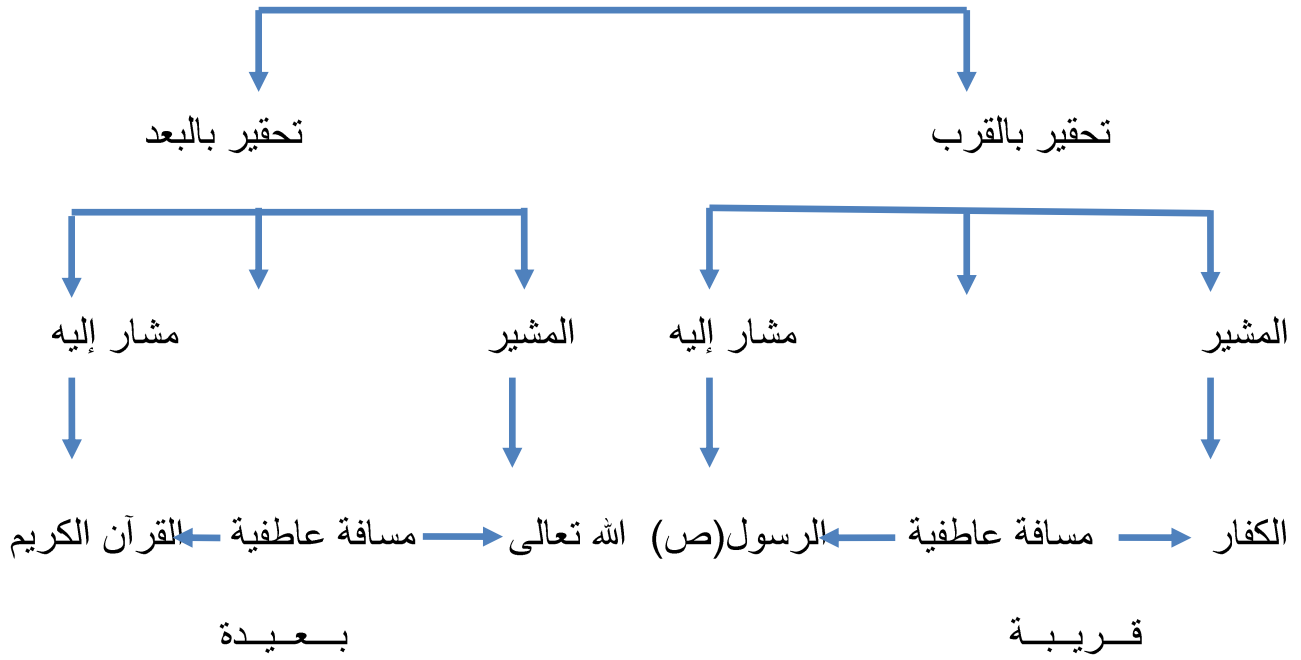 تحقير بالقرب
تحقير بالبعد
المشير
مشار إليه
المشير
مشار إليه
الكفار
مسافة عاطفية
الرسول(ص)
الله تعالى
مسافة عاطفية
القرآن الكريم
قــريــبــة
بــعــيــدة